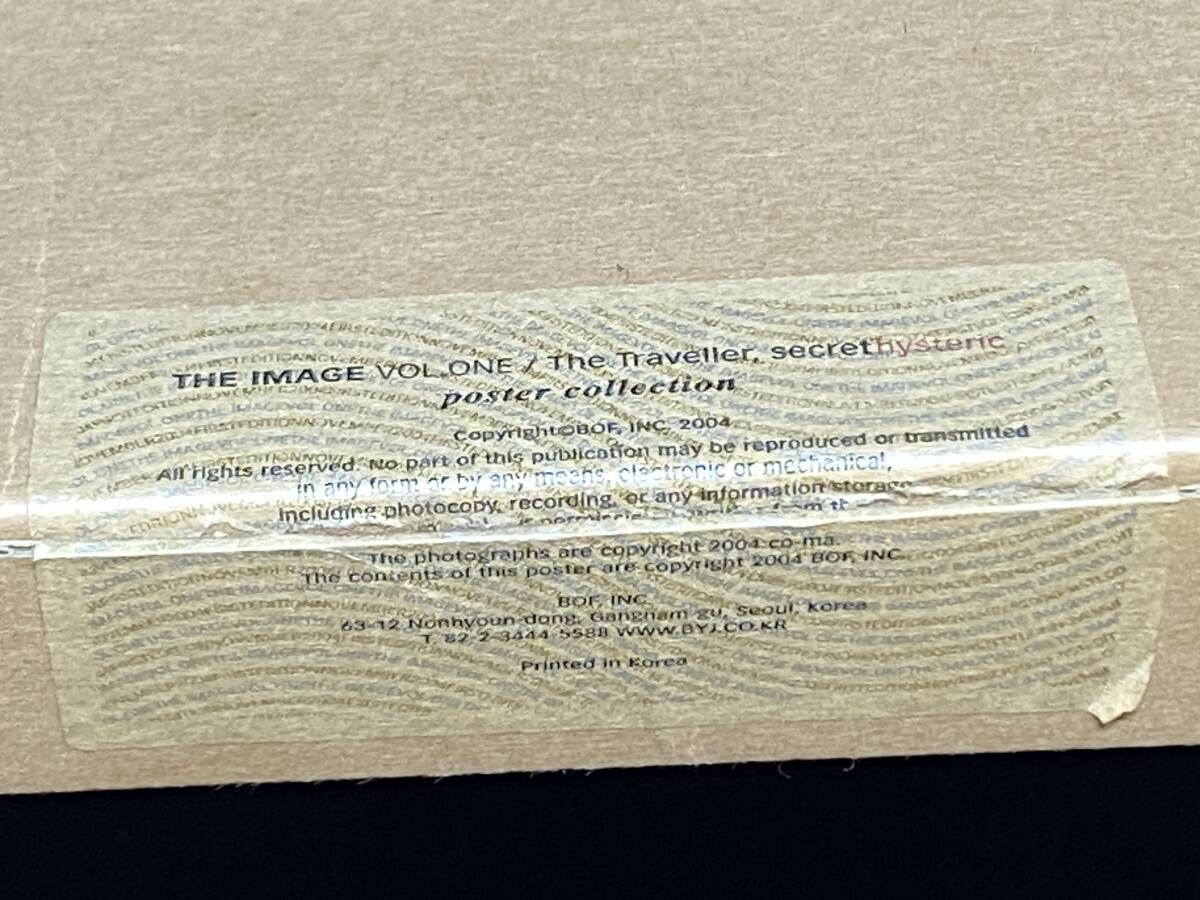 THE IMAGE VOL.ONE / The Traveller, secrethysteric
poster collection
Copyright©BOF, INC, 2004
All rights reserved. No part of this publication may be reproduced or transmitted
in any form or by any means, electronic or mechanical,
including photocopy, recording, or any information storage
from
The photographs are copyright 2004 co ma.
The contents of this poster are copyright 2004 BOF, INC.
BOF, INC.
63-12 Nonhyoun-dong, Gangnam gu, Seoul, Korea
T. 82-2-3444-5588 WWW.BYJ.CO.KR
Printed in Korea